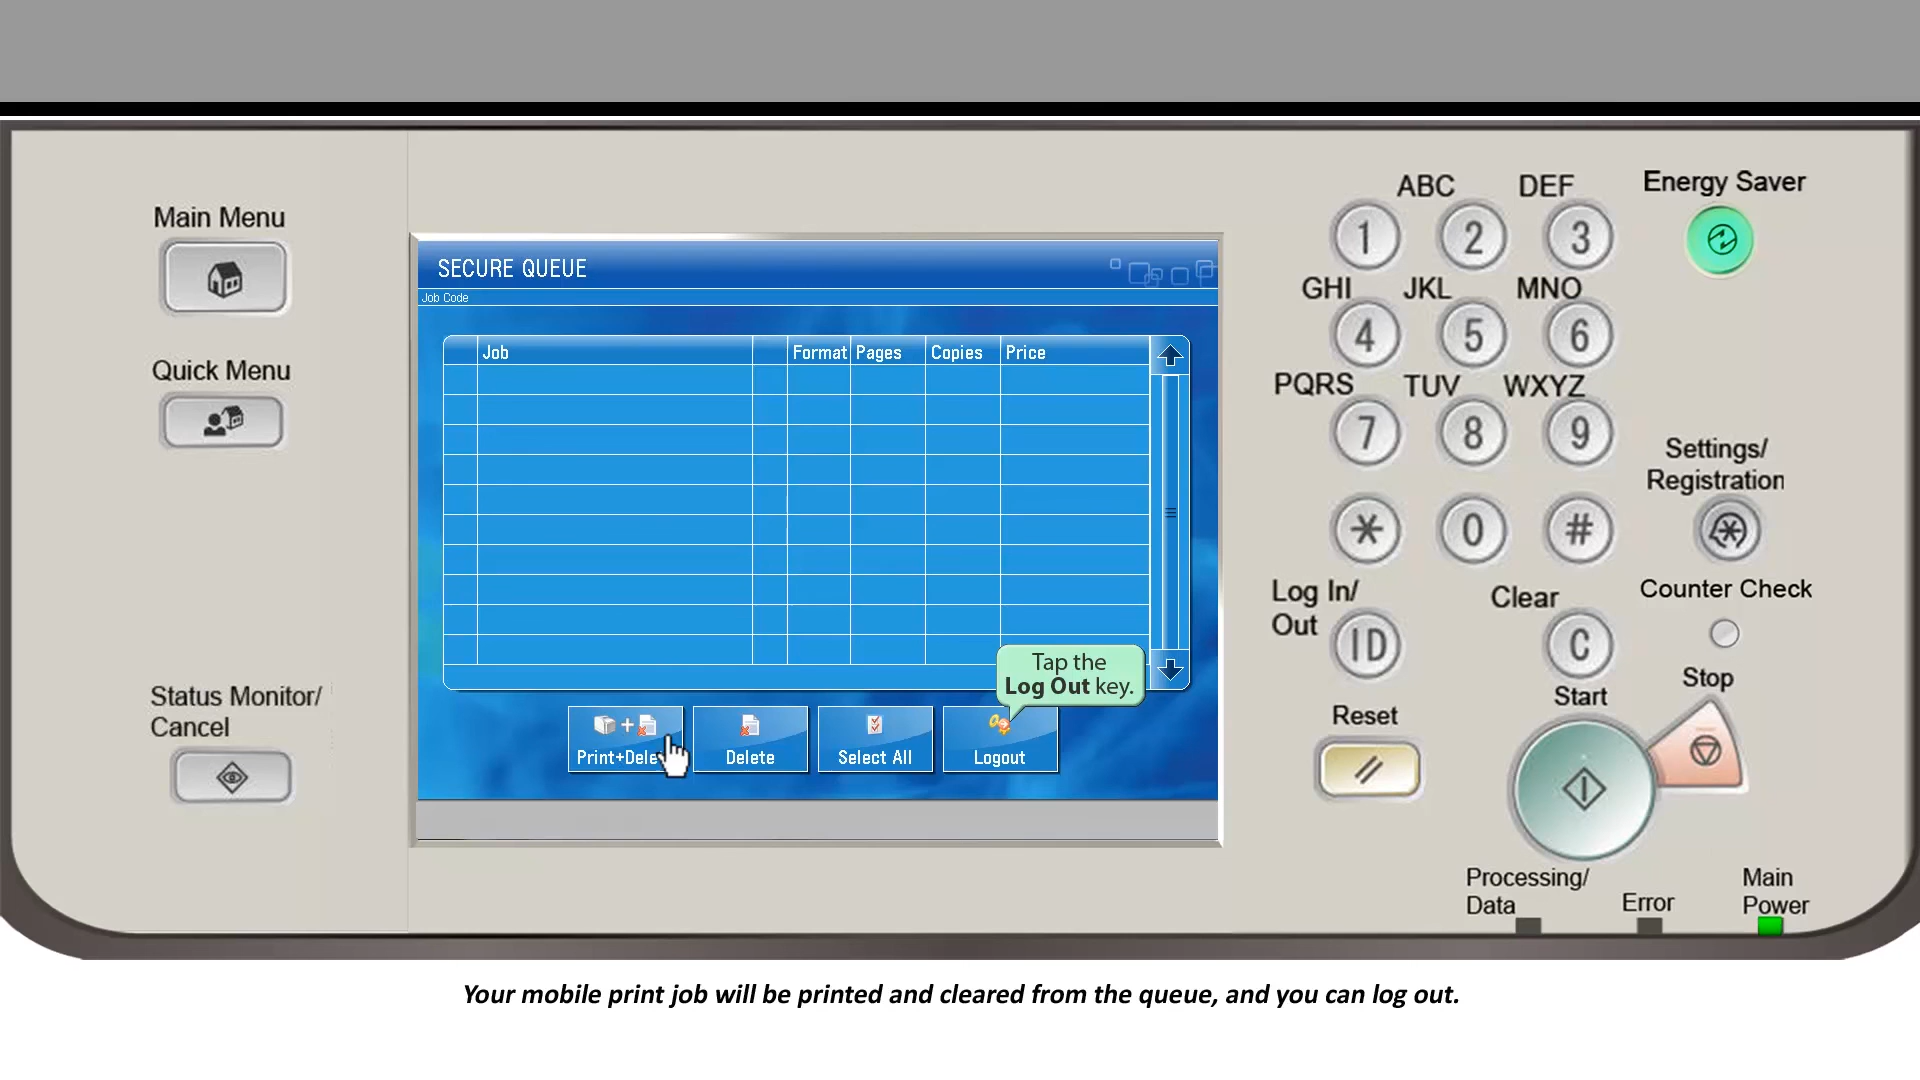 Main Menu
Quick Menu
Status Monitor/
Cancel
SECURE QUEUE
Job Code
Job Format Pages Copies Price
Tap the
Log Out key.
Print+Dele
Delete
Select All
Logout
ABC DEF
1 2 3
GHI JKL MNO
4 5 6
PQRS TUV WXYZ
7 8 9
* 0 #
Log In/
Out
ID
Clear
C
Energy Saver
Settings/
Registration
Counter Check
Stop
Start
Reset
Processing/
Data
Error
Main
Power
Your mobile print job will be printed and cleared from the queue, and you can log out.